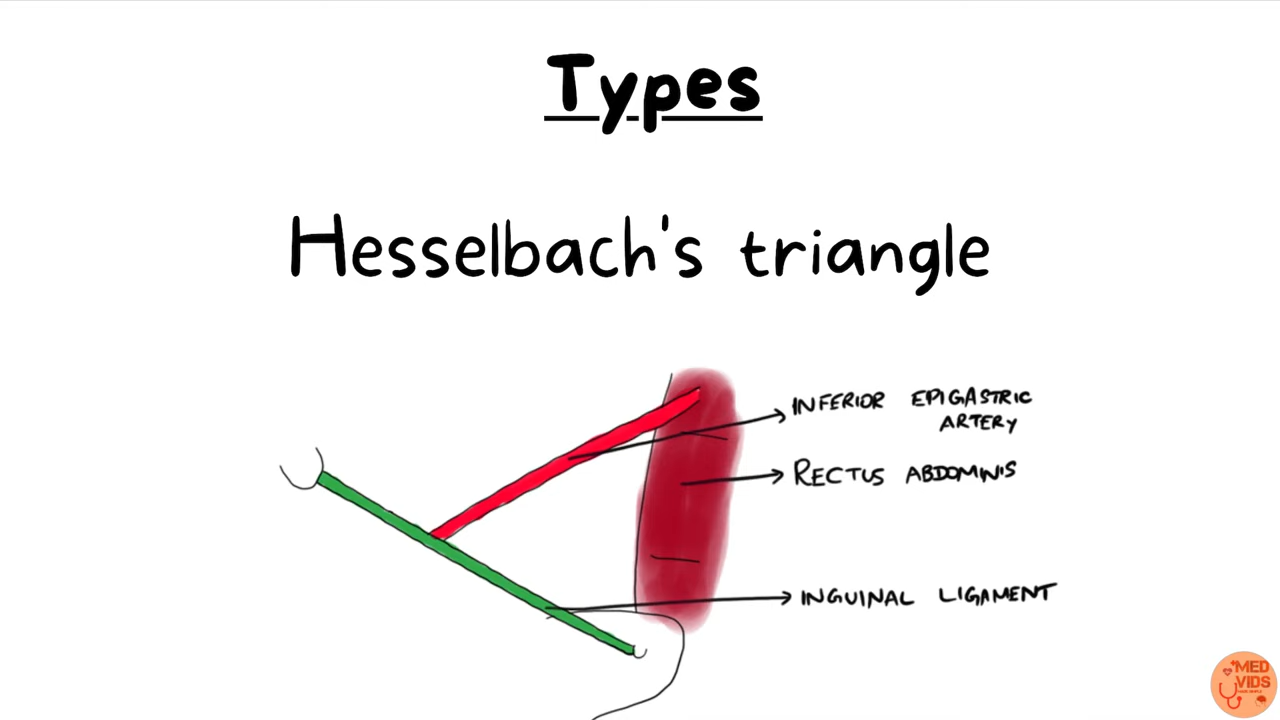 Types
Hesselbach's triangle
INFERIOR EPIGASTRIC
ARTERY
RECTUS ABDOMINIS
INGUINAL LIGAMENT
MED
VIDS